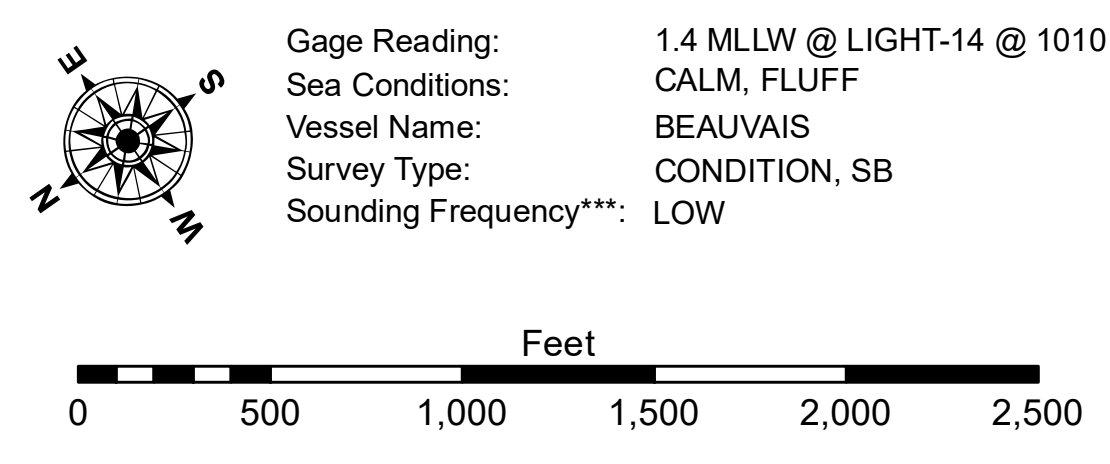 E
S
N
W
Gage Reading: 1.4 MLLW @ LIGHT-14 @ 1010
Sea Conditions: CALM, FLUFF
Vessel Name: BEAUVAIS
Survey Type: CONDITION, SB
Sounding Frequency***: LOW
Feet
0 500 1,000 1,500 2,000 2,500